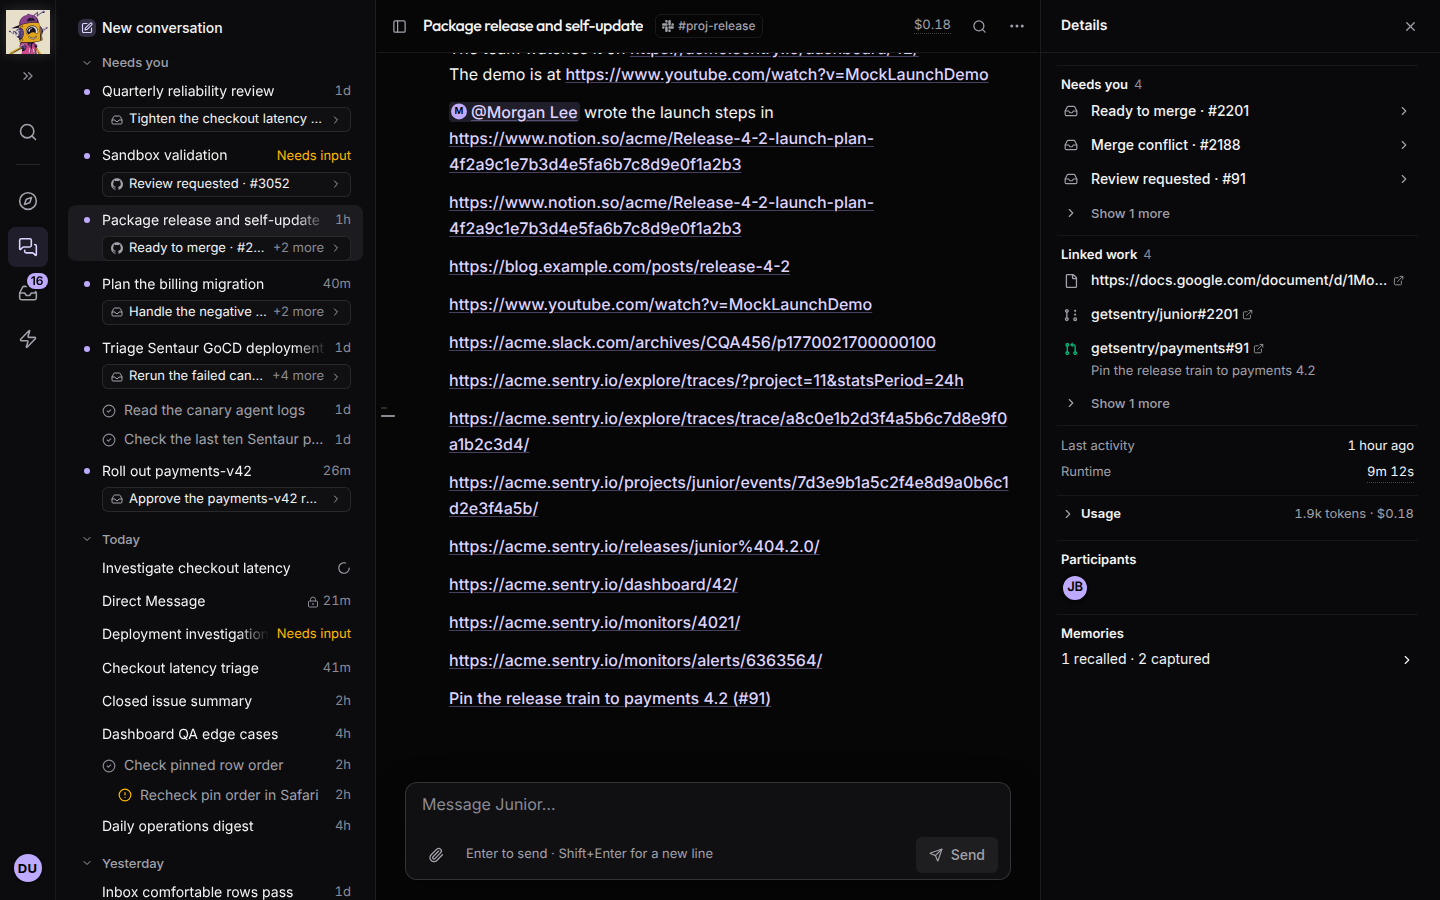 New conversation
Needs you
Quarterly reliability review 1d
Tighten the checkout latency ...
Sandbox validation Needs input
Review requested · #3052
Package release and self-update 1h
Ready to merge · #2... +2 more
Plan the billing migration 40m
Handle the negative ... +2 more
Triage Sentaur GoCD deployment 1d
Rerun the failed can... +4 more
Read the canary agent logs 1d
Check the last ten Sentaur p... 1d
Roll out payments-v42 26m
Approve the payments-v42 r...
Today
Investigate checkout latency
Direct Message 21m
Deployment investigation Needs input
Checkout latency triage 41m
Closed issue summary 2h
Dashboard QA edge cases 4h
Check pinned row order 2h
Recheck pin order in Safari 2h
Daily operations digest 4h
Yesterday
Inbox comfortable rows pass 1d
16
DU
Package release and self-update #proj-release $0.18
The demo is at https://www.youtube.com/watch?v=MockLaunchDemo
M @Morgan Lee wrote the launch steps in
https://www.notion.so/acme/Release-4-2-launch-plan-
4f2a9c1e7b3d4e5fa6b7c8d9e0f1a2b3
https://www.notion.so/acme/Release-4-2-launch-plan-
4f2a9c1e7b3d4e5fa6b7c8d9e0f1a2b3
https://blog.example.com/posts/release-4-2
https://www.youtube.com/watch?v=MockLaunchDemo
https://acme.slack.com/archives/CQA456/p1770021700000100
https://acme.sentry.io/explore/traces/?project=11&statsPeriod=24h
https://acme.sentry.io/explore/traces/trace/a8c0e1b2d3f4a5b6c7d8e9f0
a1b2c3d4/
https://acme.sentry.io/projects/junior/events/7d3e9b1a5c2f4e8d9a0b6c1
d2e3f4a5b/
https://acme.sentry.io/releases/junior%404.2.0/
https://acme.sentry.io/dashboard/42/
https://acme.sentry.io/monitors/4021/
https://acme.sentry.io/monitors/alerts/6363564/
Pin the release train to payments 4.2 (#91)
Message Junior...
Enter to send · Shift+Enter for a new line
Send
Details
Needs you 4
Ready to merge · #2201
Merge conflict · #2188
Review requested · #91
Show 1 more
Linked work 4
https://docs.google.com/document/d/1Mo...
getsentry/junior#2201
getsentry/payments#91
Pin the release train to payments 4.2
Show 1 more
Last activity 1 hour ago
Runtime 9m 12s
Usage 1.9k tokens · $0.18
Participants
JB
Memories
1 recalled · 2 captured